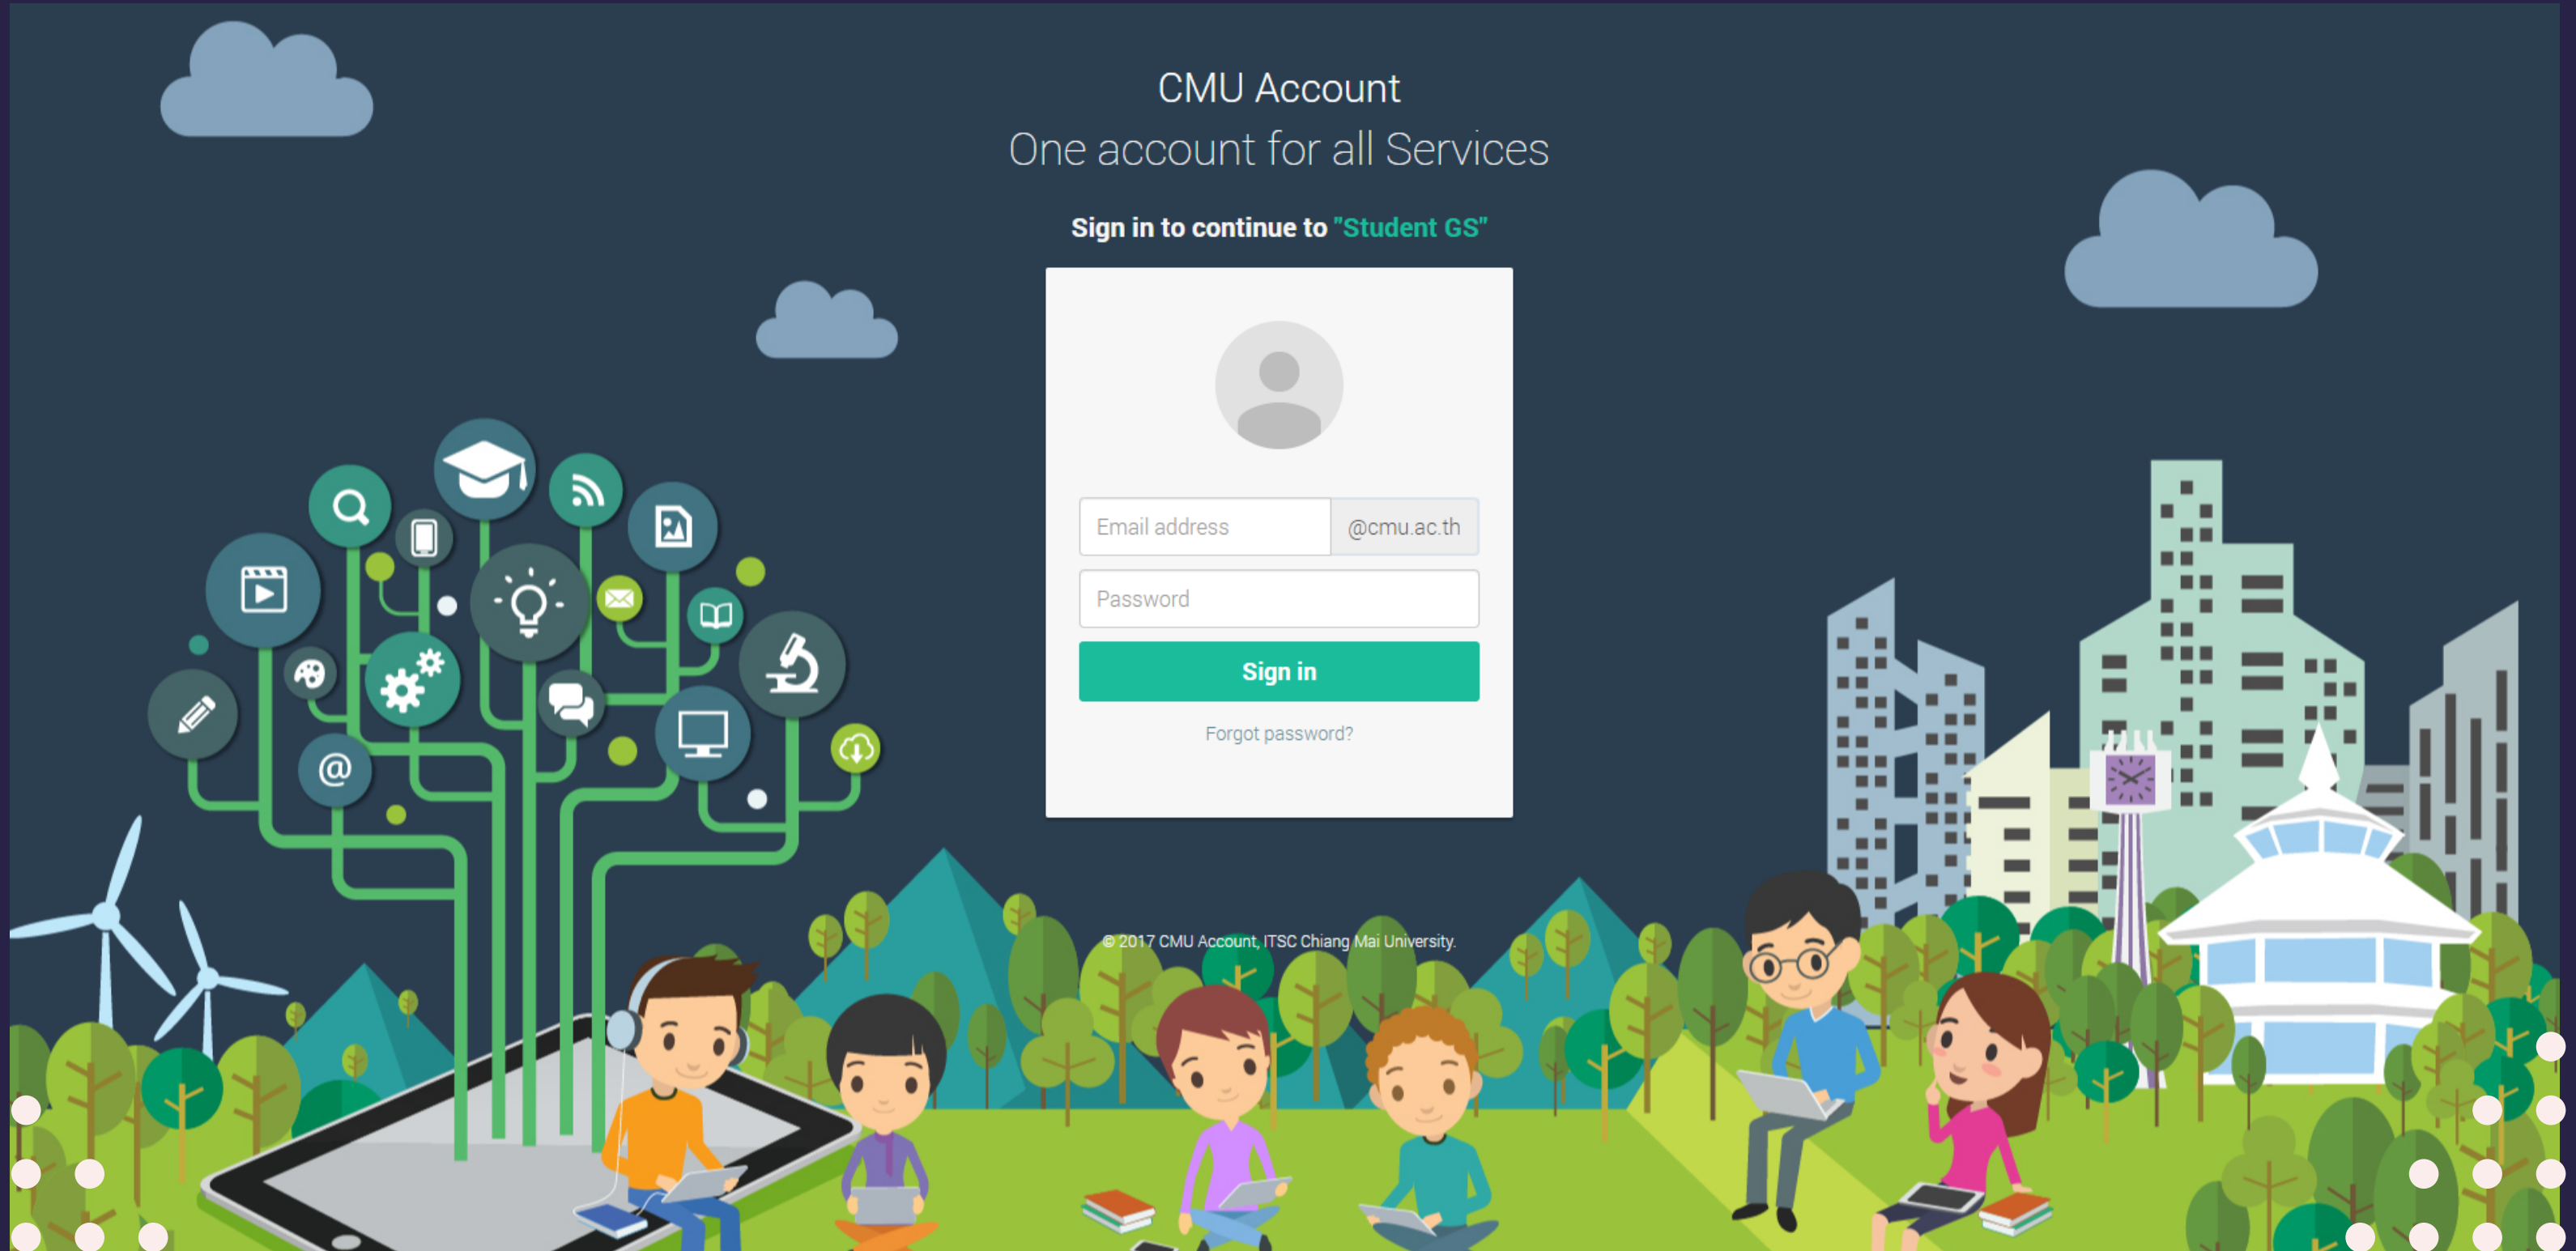 CMU Account
One account for all Services
Sign in to continue to "Student GS"
Email address @cmu.ac.th
Password
Sign in
Forgot password?
© 2017 CMU Account, ITSC Chiang Mai University.
@